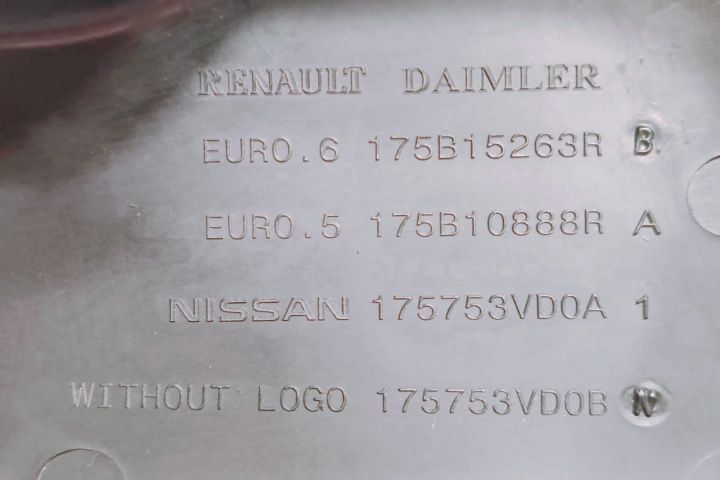 RENAULT DAIMLER
EURO.6 175B15263R B
EURO.5 175B10888R A
NISSAN 175753VD0A 1
WITHOUT LOGO 175753VD0B N